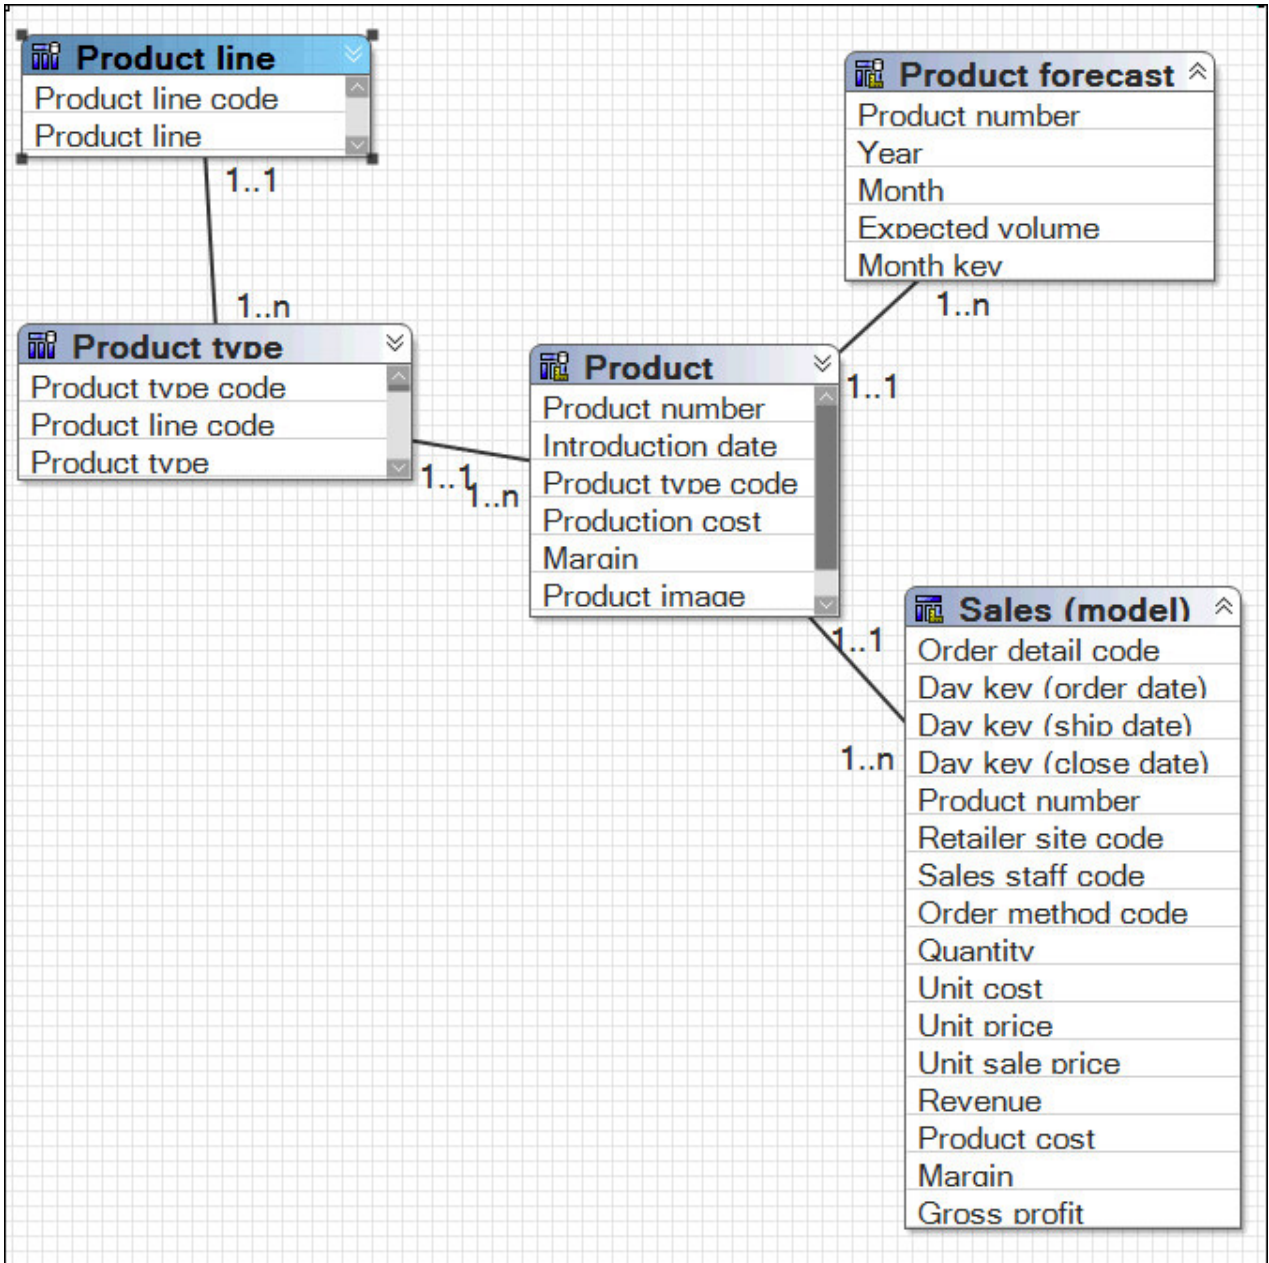 Product line
Product line code
Product line
1..1
1..n
Product type
Product type code
Product line code
Product type
1..1
1..n
Product
Product number
Introduction date
Product type code
Production cost
Margin
Product image
Product forecast
Product number
Year
Month
Expected volume
Month key
1..n
1..1
1..1
1..n
Sales (model)
Order detail code
Day key (order date)
Day key (ship date)
Day key (close date)
Product number
Retailer site code
Sales staff code
Order method code
Quantity
Unit cost
Unit price
Unit sale price
Revenue
Product cost
Margin
Gross profit